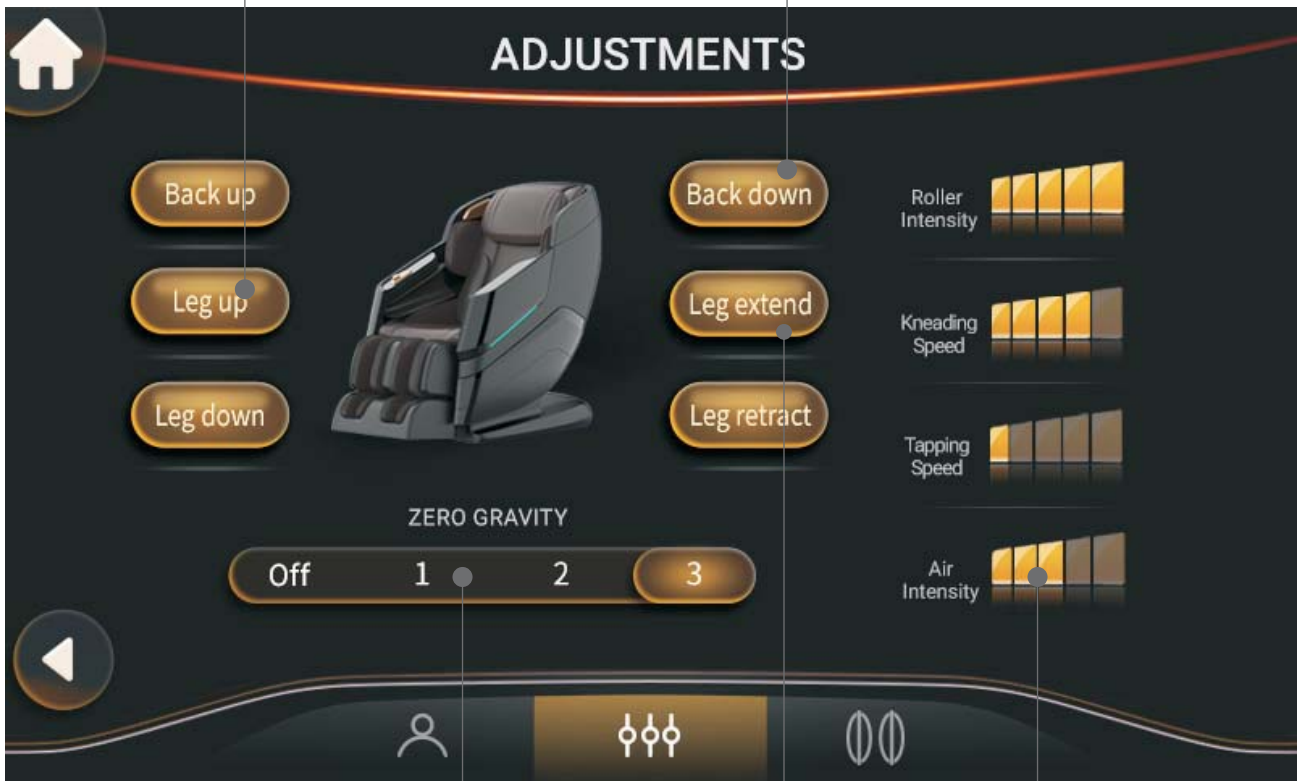 ADJUSTMENTS
Back up
Leg up
Leg down
Back down
Leg extend
Leg retract
Roller
Intensity
Kneading
Speed
Tapping
Speed
Air
Intensity
ZERO GRAVITY
Off 1 2 3